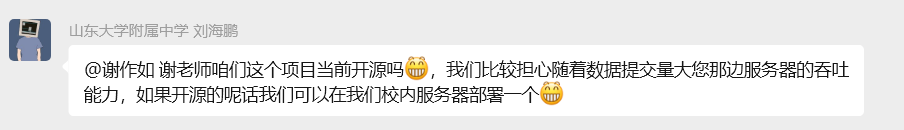 山东大学附属中学 刘海鹏
@谢作如 谢老师咱们这个项目当前开源吗😁，我们比较担心随着数据提交量大您那边服务器的吞吐
能力，如果开源的呢话我们可以在我们校内服务器部署一个😁